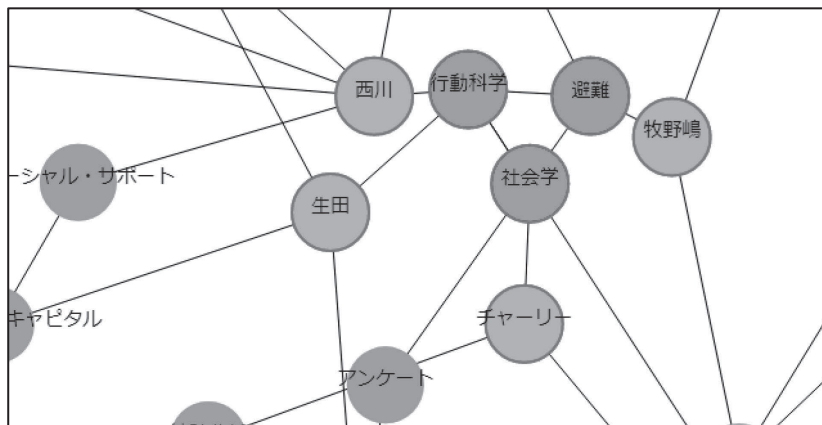 西川
行動科学
避難
牧野嶋
ーシャル・サポート
社会学
生田
キャピタル
チャーリー
アンケート